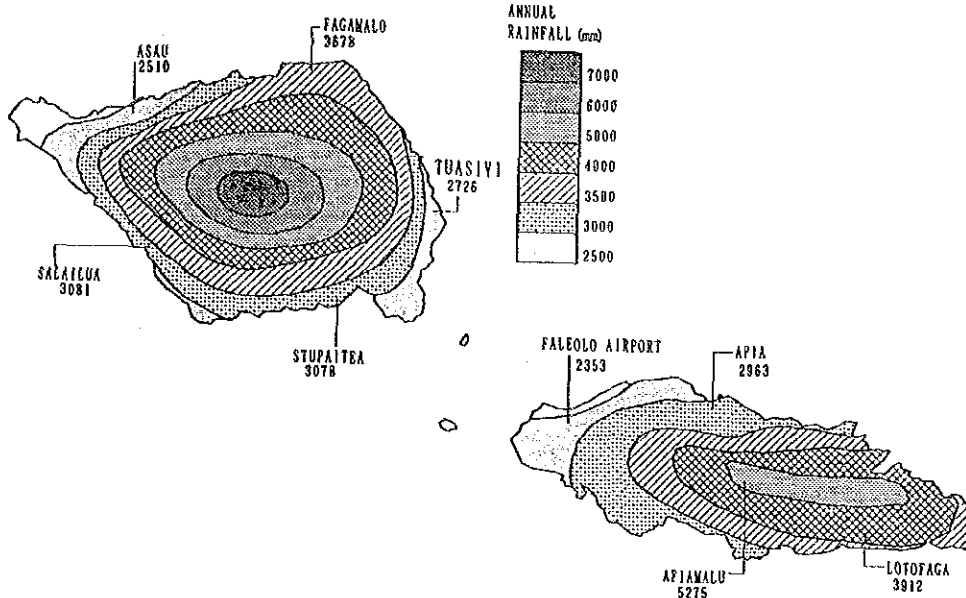 ANNUAL
RAINFALL (mm)
7000
6000
5000
4000
3500
3000
2500
FAGAMALO
3678
ASAU
2510
TUASIVI
2726
SALAILUA
3081
STUPAITEA
3078
FALEOLO AIRPORT
2353
APIA
2963
AFIAMALU
5275
LOTOFAGA
3912